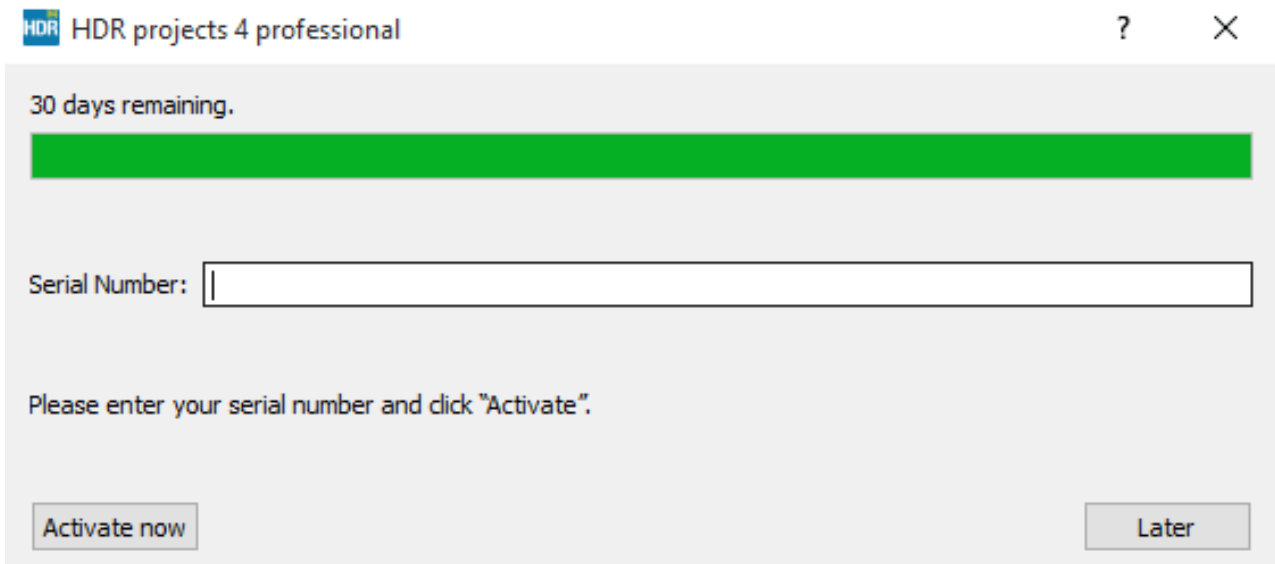 HDR HDR projects 4 professional ? ×
30 days remaining.
Serial Number:
Please enter your serial number and click “Activate”.
Activate now Later